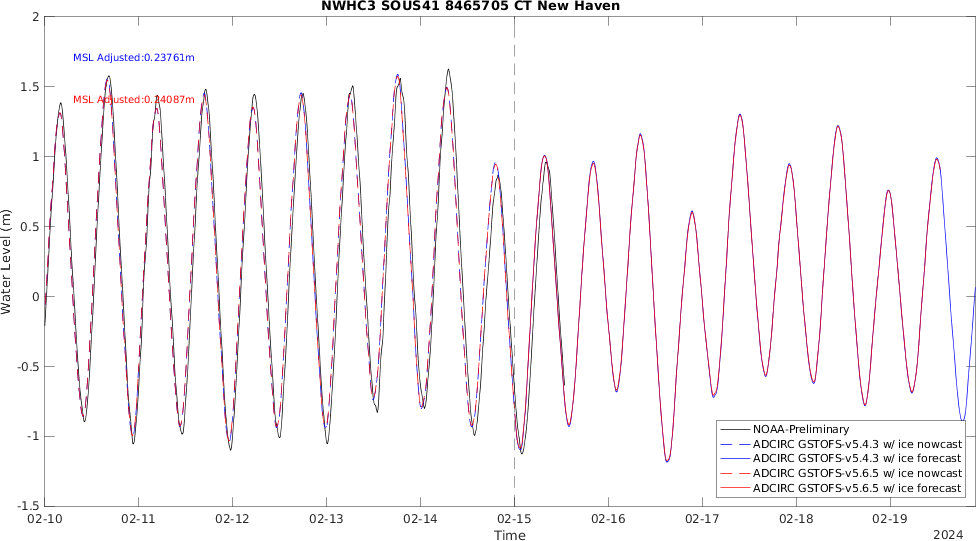 NWHC3 SOUS41 8465705 CT New Haven
2
1.5
1
0.5
0
-0.5
-1
-1.5
Water Level (m)
MSL Adjusted:0.23761m
MSL Adjusted:0.24087m
NOAA-Preliminary
ADCIRC GSTOFS-v5.4.3 w/ ice nowcast
ADCIRC GSTOFS-v5.4.3 w/ ice forecast
ADCIRC GSTOFS-v5.6.5 w/ ice nowcast
ADCIRC GSTOFS-v5.6.5 w/ ice forecast
02-10 02-11 02-12 02-13 02-14 02-15 02-16 02-17 02-18 02-19
Time
2024